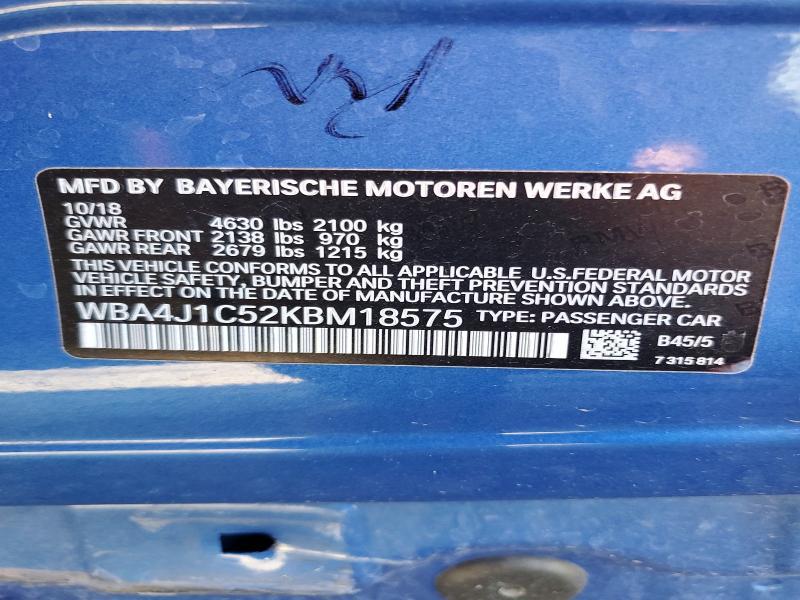 MFD BY BAYERISCHE MOTOREN WERKE AG
10/18
GVWR 4630 lbs 2100 kg
GAWR FRONT 2138 lbs 970 kg
GAWR REAR 2679 lbs 1215 kg
THIS VEHICLE CONFORMS TO ALL APPLICABLE U.S.FEDERAL MOTOR
VEHICLE SAFETY, BUMPER AND THEFT PREVENTION STANDARDS
IN EFFECT ON THE DATE OF MANUFACTURE SHOWN ABOVE.
WBA4J1C52KBM18575 TYPE: PASSENGER CAR
B45/5
7 315 814